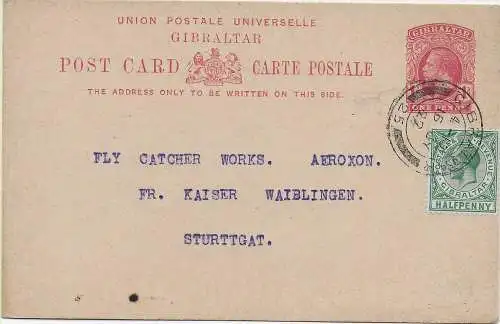 UNION POSTALE UNIVERSELLE
GIBRALTAR
POST CARD CARTE POSTALE
THE ADDRESS ONLY TO BE WRITTEN ON THIS SIDE.
GIBRALTAR
ONE PENNY
25
GIBRALTAR
HALFPENNY
FLY CATCHER WORKS. AEROXON.
FR. KAISER WAIBLINGEN.
STURTTGAT.